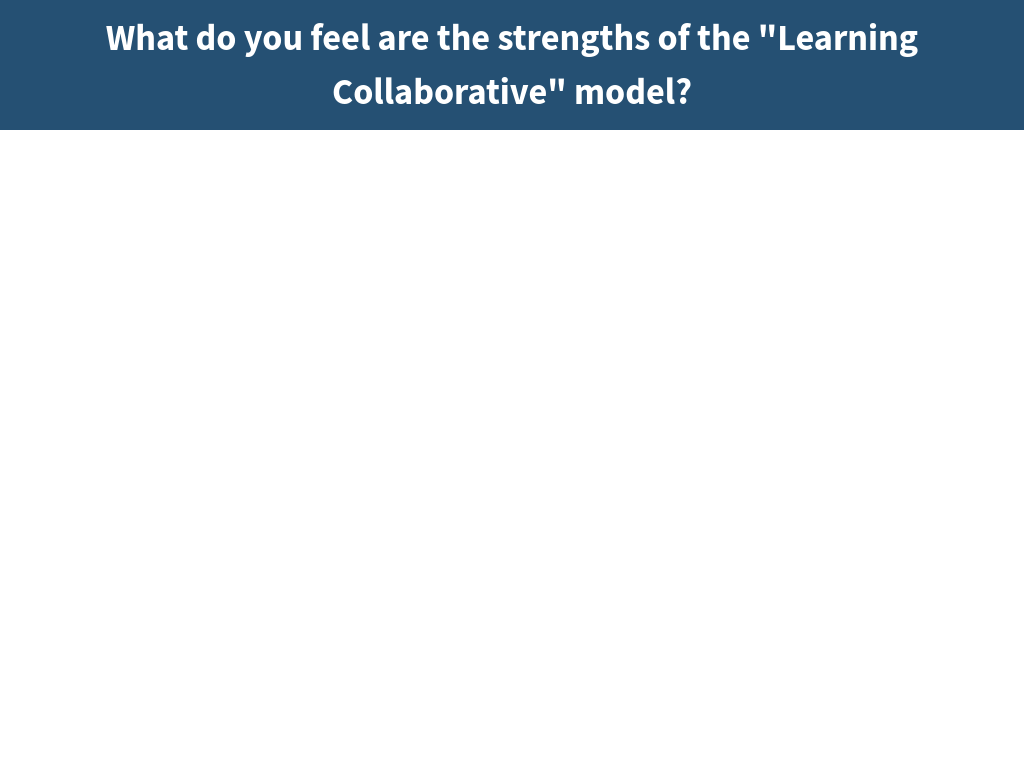 What do you feel are the strengths of the "Learning
Collaborative" model?